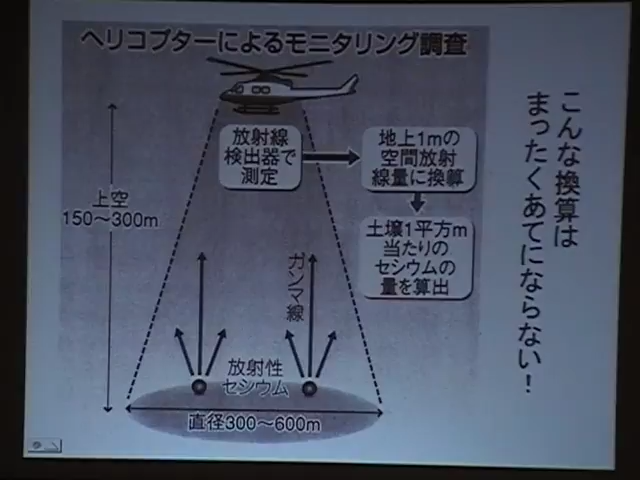 ヘリコプターによるモニタリング調査
放射線
検出器で
測定
地上1mの
空間放射
線量に換算
土壌1平方m
当たりの
セシウムの
量を算出
上空
150〜300m
ガンマ線
放射性
セシウム
直径300〜600m
こんな換算は
まったくあてにならない！